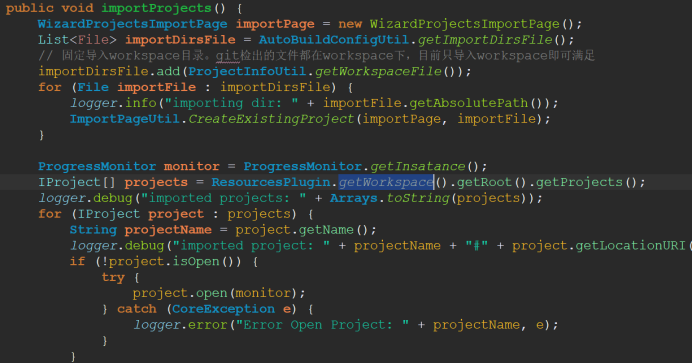 public void importProjects() {
WizardProjectsImportPage importPage = new WizardProjectsImportPage();
List<File> importDirsFile = AutoBuildConfigUtil.getImportDirsFile();
// 固定导入workspace目录。git检出的文件都在workspace下，目前只导入workspace即可满足
importDirsFile.add(ProjectInfoUtil.getWorkspaceFile());
for (File importFile : importDirsFile) {
logger.info("importing dir: " + importFile.getAbsolutePath());
ImportPageUtil.CreateExistingProject(importPage, importFile);
}
ProgressMonitor monitor = ProgressMonitor.getInsatance();
IProject[] projects = ResourcesPlugin.getWorkspace().getRoot().getProjects();
logger.debug("imported projects: " + Arrays.toString(projects));
for (IProject project : projects) {
String projectName = project.getName();
logger.debug("imported project: " + projectName + "#" + project.getLocationURI(
if (!project.isOpen()) {
try {
project.open(monitor);
} catch (CoreException e) {
logger.error("Error Open Project: " + projectName, e);
}
}